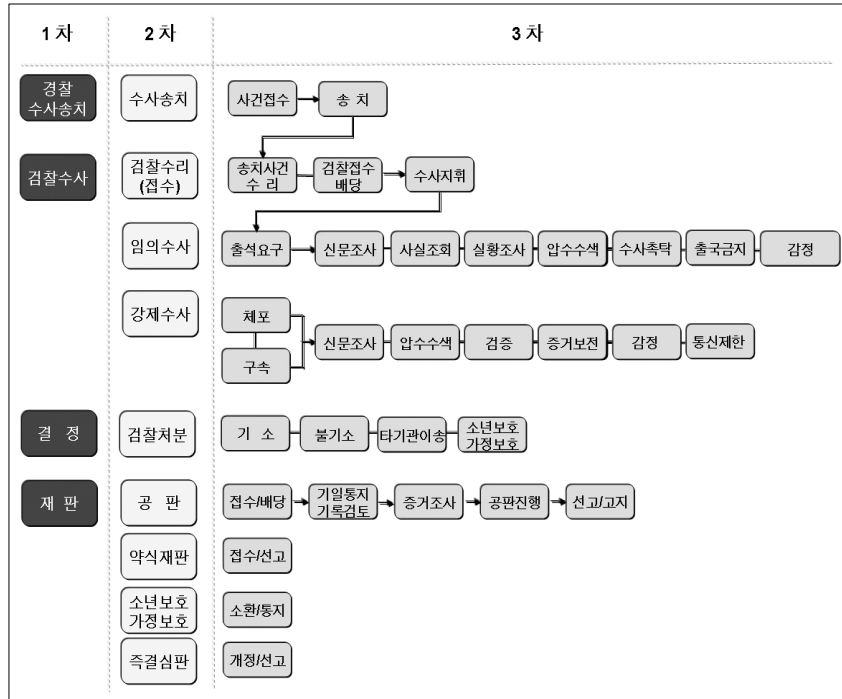 1 차
2 차
3 차
경찰
수사송치
수사송치
사건접수
송 치
검찰수사
검찰수리
(접수)
송치사건
수 리
검찰접수
배당
수사지휘
임의수사
출석요구
신문조사
사실조회
실황조사
압수수색
수사촉탁
출국금지
감정
강제수사
체포
구속
신문조사
압수수색
검증
증거보전
감정
통신제한
결 정
검찰처분
기 소
불기소
타기관이송
소년보호
가정보호
재 판
공 판
접수/배당
기일통지
기록검토
증거조사
공판진행
선고/고지
약식재판
접수/선고
소년보호
가정보호
소환/통지
즉결심판
개정/선고